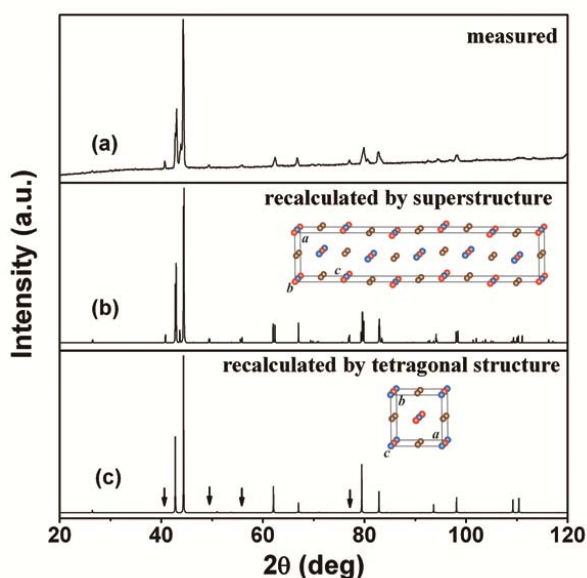 measured
(a)
recalculated by superstructure
a
c
b
(b)
recalculated by tetragonal structure
b
a
c
(c)
Intensity (a.u.)
20 40 60 80 100 120
2θ (deg)